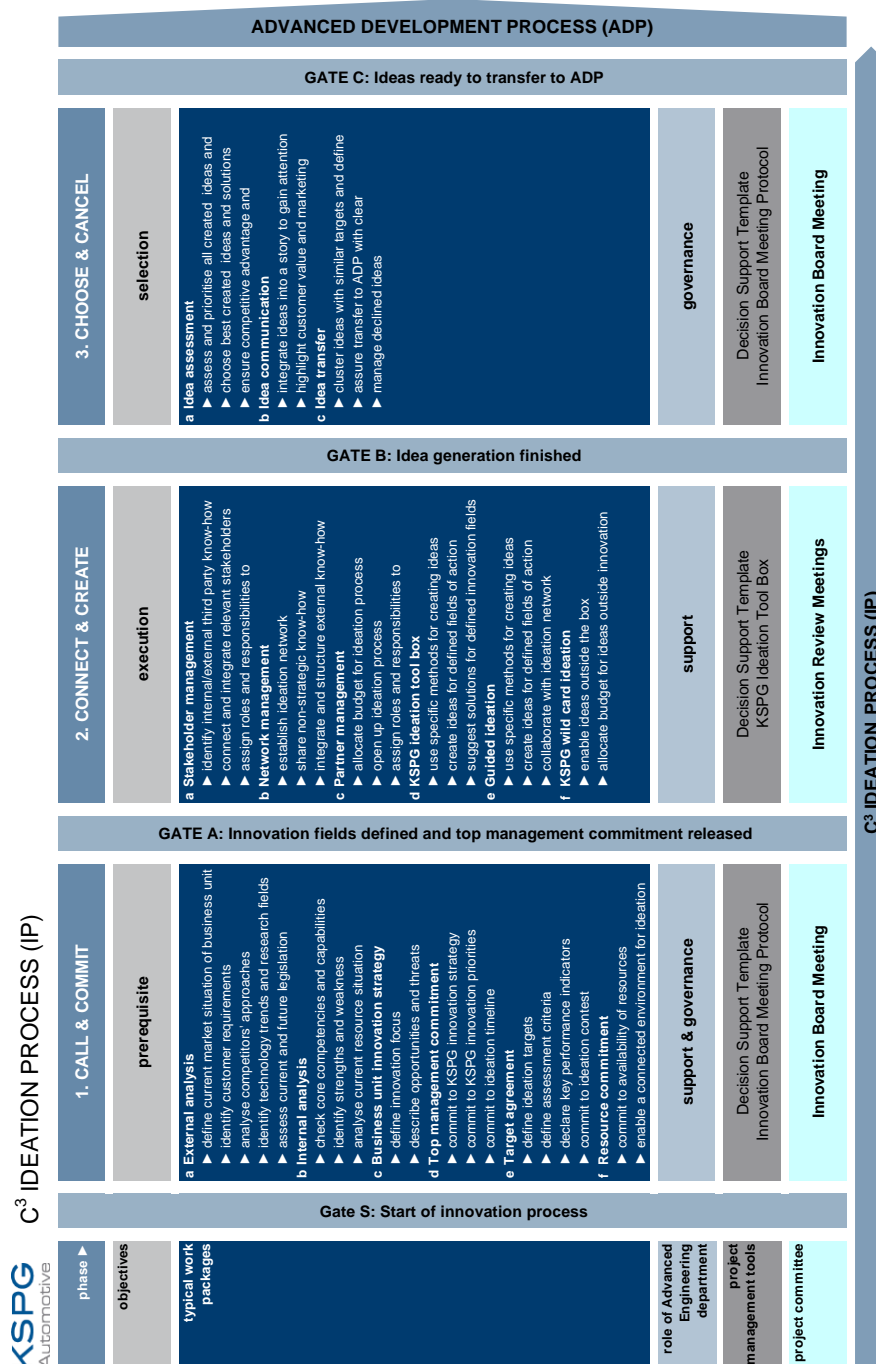 KSPG
Automotive
C³ IDEATION PROCESS (IP)
phase ►
objectives
typical work
packages
role of Advanced
Engineering
department
project
management tools
project committee
Gate S: Start of innovation process
1. CALL & COMMIT
prerequisite
a External analysis
► define current market situation of business unit
► identify customer requirements
► analyse competitors' approaches
► identify technology trends and research fields
► assess current and future legislation
b Internal analysis
► check core competencies and capabilities
► identify strengths and weakness
► analyse current resource situation
c Business unit innovation strategy
► define innovation focus
► describe opportunities and threats
d Top management commitment
► commit to KSPG innovation strategy
► commit to KSPG innovation priorities
► commit to ideation timeline
e Target agreement
► define ideation targets
► define assessment criteria
► declare key performance indicators
► commit to ideation contest
f Resource commitment
► commit to availability of resources
► enable a connected environment for ideation
support & governance
Decision Support Template
Innovation Board Meeting Protocol
Innovation Board Meeting
GATE A: Innovation fields defined and top management commitment released
2. CONNECT & CREATE
execution
a Stakeholder management
► identify internal/external third party know-how
► connect and integrate relevant stakeholders
► assign roles and responsibilities to
b Network management
► establish ideation network
► share non-strategic know-how
► integrate and structure external know-how
c Partner management
► allocate budget for ideation process
► open up ideation process
► assign roles and responsibilities to
d KSPG ideation tool box
► use specific methods for creating ideas
► create ideas for defined fields of action
► suggest solutions for defined innovation fields
e Guided ideation
► use specific methods for creating ideas
► create ideas for defined fields of action
► collaborate with ideation network
f KSPG wild card ideation
► enable ideas outside the box
► allocate budget for ideas outside innovation
support
Decision Support Template
KSPG Ideation Tool Box
Innovation Review Meetings
GATE B: Idea generation finished
3. CHOOSE & CANCEL
selection
a Idea assessment
► assess and prioritise all created ideas and
► choose best created ideas and solutions
► ensure competitive advantage and
b Idea communication
► integrate ideas into a story to gain attention
► highlight customer value and marketing
c Idea transfer
► cluster ideas with similar targets and define
► assure transfer to ADP with clear
► manage declined ideas
governance
Decision Support Template
Innovation Board Meeting Protocol
Innovation Board Meeting
GATE C: Ideas ready to transfer to ADP
ADVANCED DEVELOPMENT PROCESS (ADP)
C³ IDEATION PROCESS (IP)